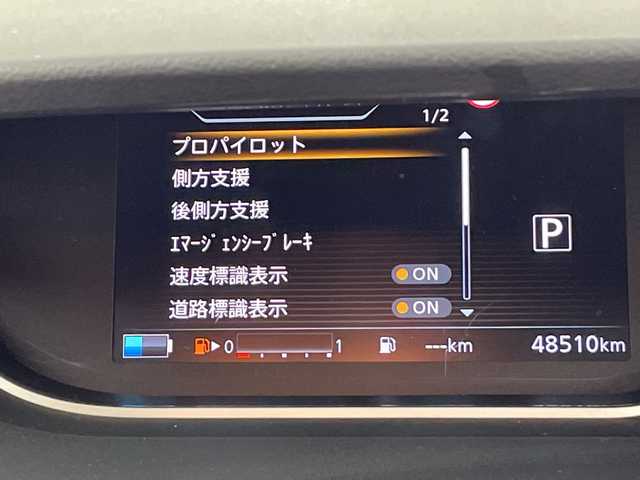 1/2
プロパイロット
側方支援
後側方支援
ｴﾏｰｼﾞｪﾝｼｰﾌﾞﾚｰｷ
速度標識表示 ON
道路標識表示 ON
P
0 1 ---km 48510km